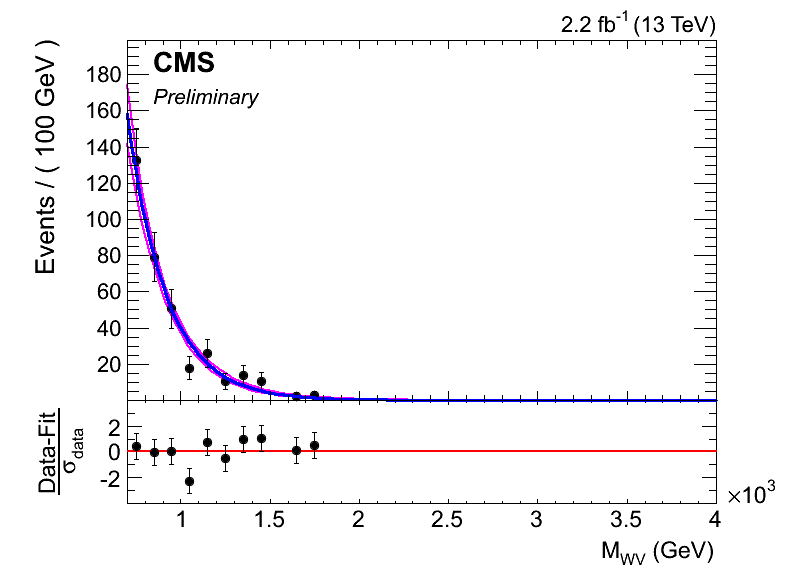 2.2 fb⁻¹ (13 TeV)
CMS
Preliminary
Events / ( 100 GeV )
180
160
140
120
100
80
60
40
20
Data-Fit
σdata
2
0
-2
1
1.5
2
2.5
3
3.5
4
×10³
M_WV (GeV)